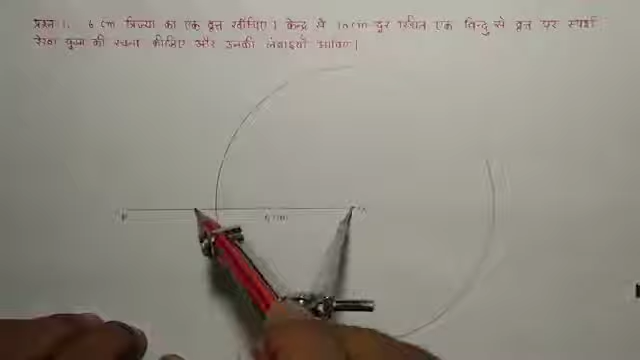 प्रश्न 1. 6 cm त्रिज्या का एक वृत्त खींचिए। केन्द्र से 10 cm दूर स्थित एक बिन्दु से वृत्त पर स्पर्श
रेखा युग्म की रचना कीजिए और उनकी लंबाइयाँ मापिए।
P